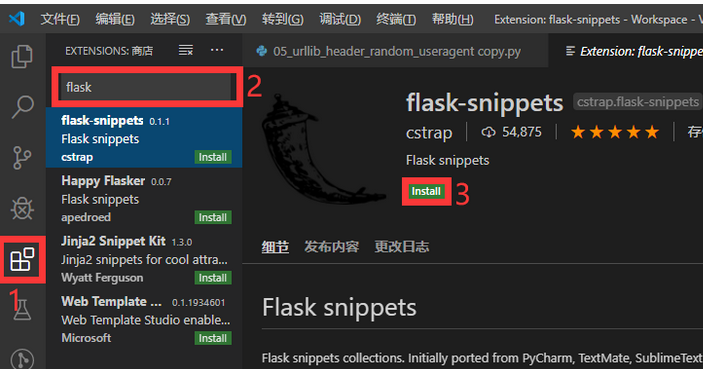 文件(F) 编辑(E) 选择(S) 查看(V) 转到(G) 调试(D) 终端(T) 帮助(H) Extension: flask-snippets - Workspace - V
EXTENSIONS: 商店 ...
05_urllib_header_random_useragent copy.py
Extension: flask-snippe
flask
2
flask-snippets 0.1.1
Flask snippets
cstrap Install
Happy Flasker 0.0.7
Flask snippets
apedroed Install
Jinja2 Snippet Kit 1.3.0
Jinja2 snippets for cool attra...
Wyatt Ferguson Install
Web Template ... 0.1.1934601
Web Template Studio enable...
Microsoft Install
1
flask-snippets cstrap.flask-snippets
cstrap 54,875 ★★★★★ 存
Flask snippets
Install 3
细节 发布内容 更改日志
Flask snippets
Flask snippets collections. Initially ported from PyCharm, TextMate, SublimeText